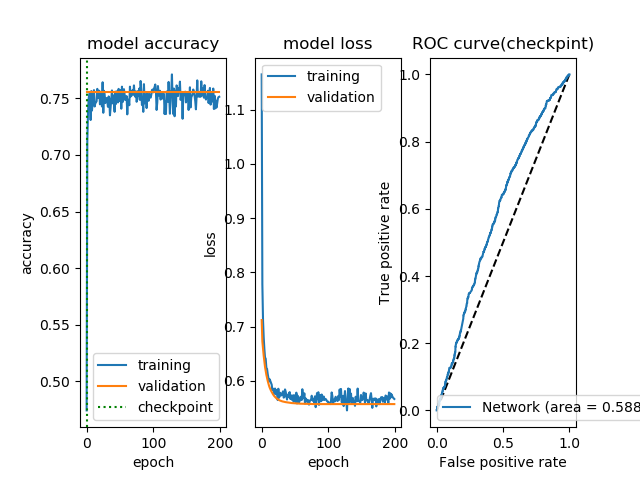 model accuracy
0.75
0.70
0.65
0.60
0.55
0.50
accuracy
0
100
200
epoch
training
validation
checkpoint
model loss
1.1
1.0
0.9
0.8
0.7
0.6
loss
0
100
200
epoch
training
validation
ROC curve(checkpint)
1.0
0.8
0.6
0.4
0.2
0.0
True positive rate
0.0
0.5
1.0
False positive rate
Network (area = 0.588